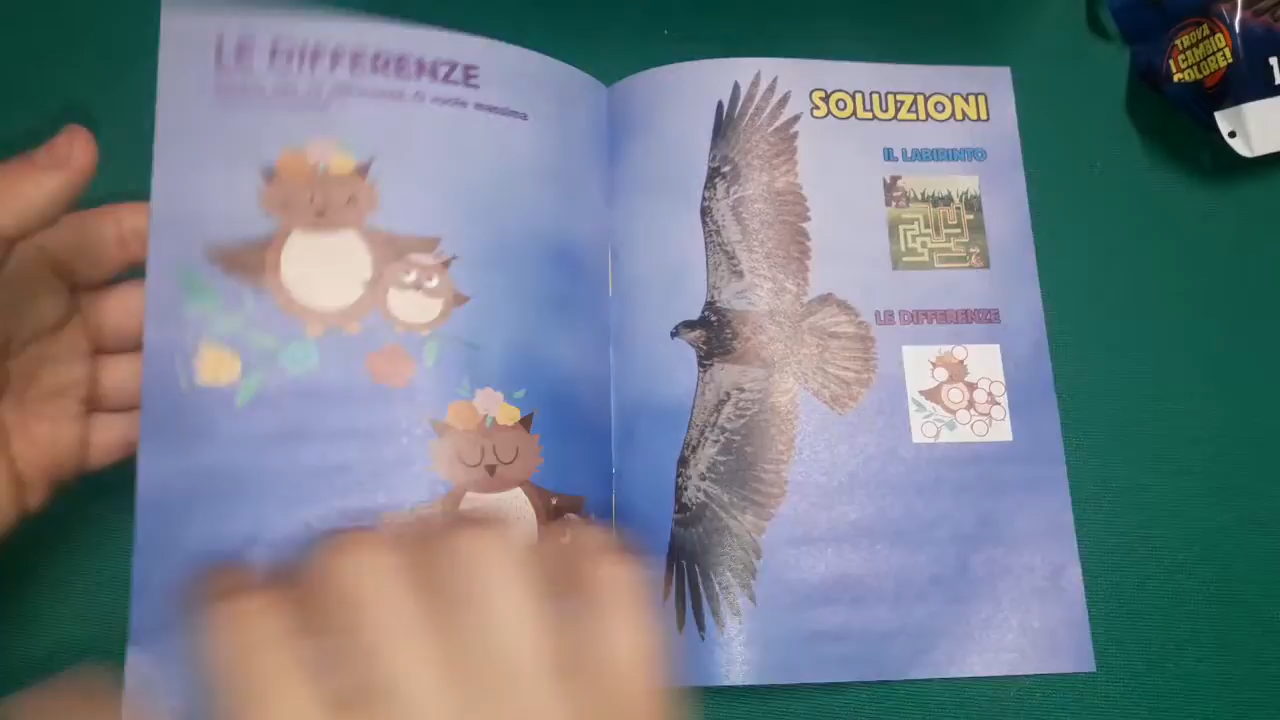 LE DIFFERENZE
SOLUZIONI
IL LABIRINTO
LE DIFFERENZE
TROVA
I CAMBIO
COLORE!